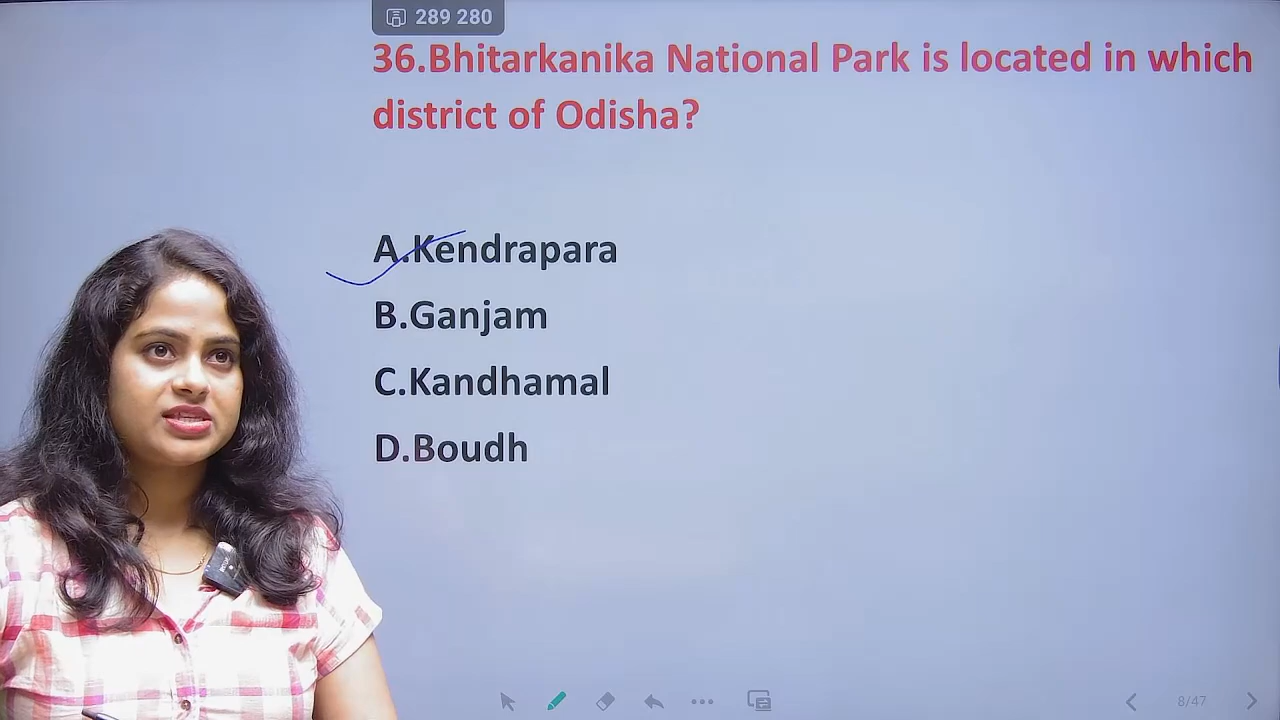 289 280
36.Bhitarkanika National Park is located in which
district of Odisha?
A.Kendrapara
B.Ganjam
C.Kandhamal
D.Boudh
8/47